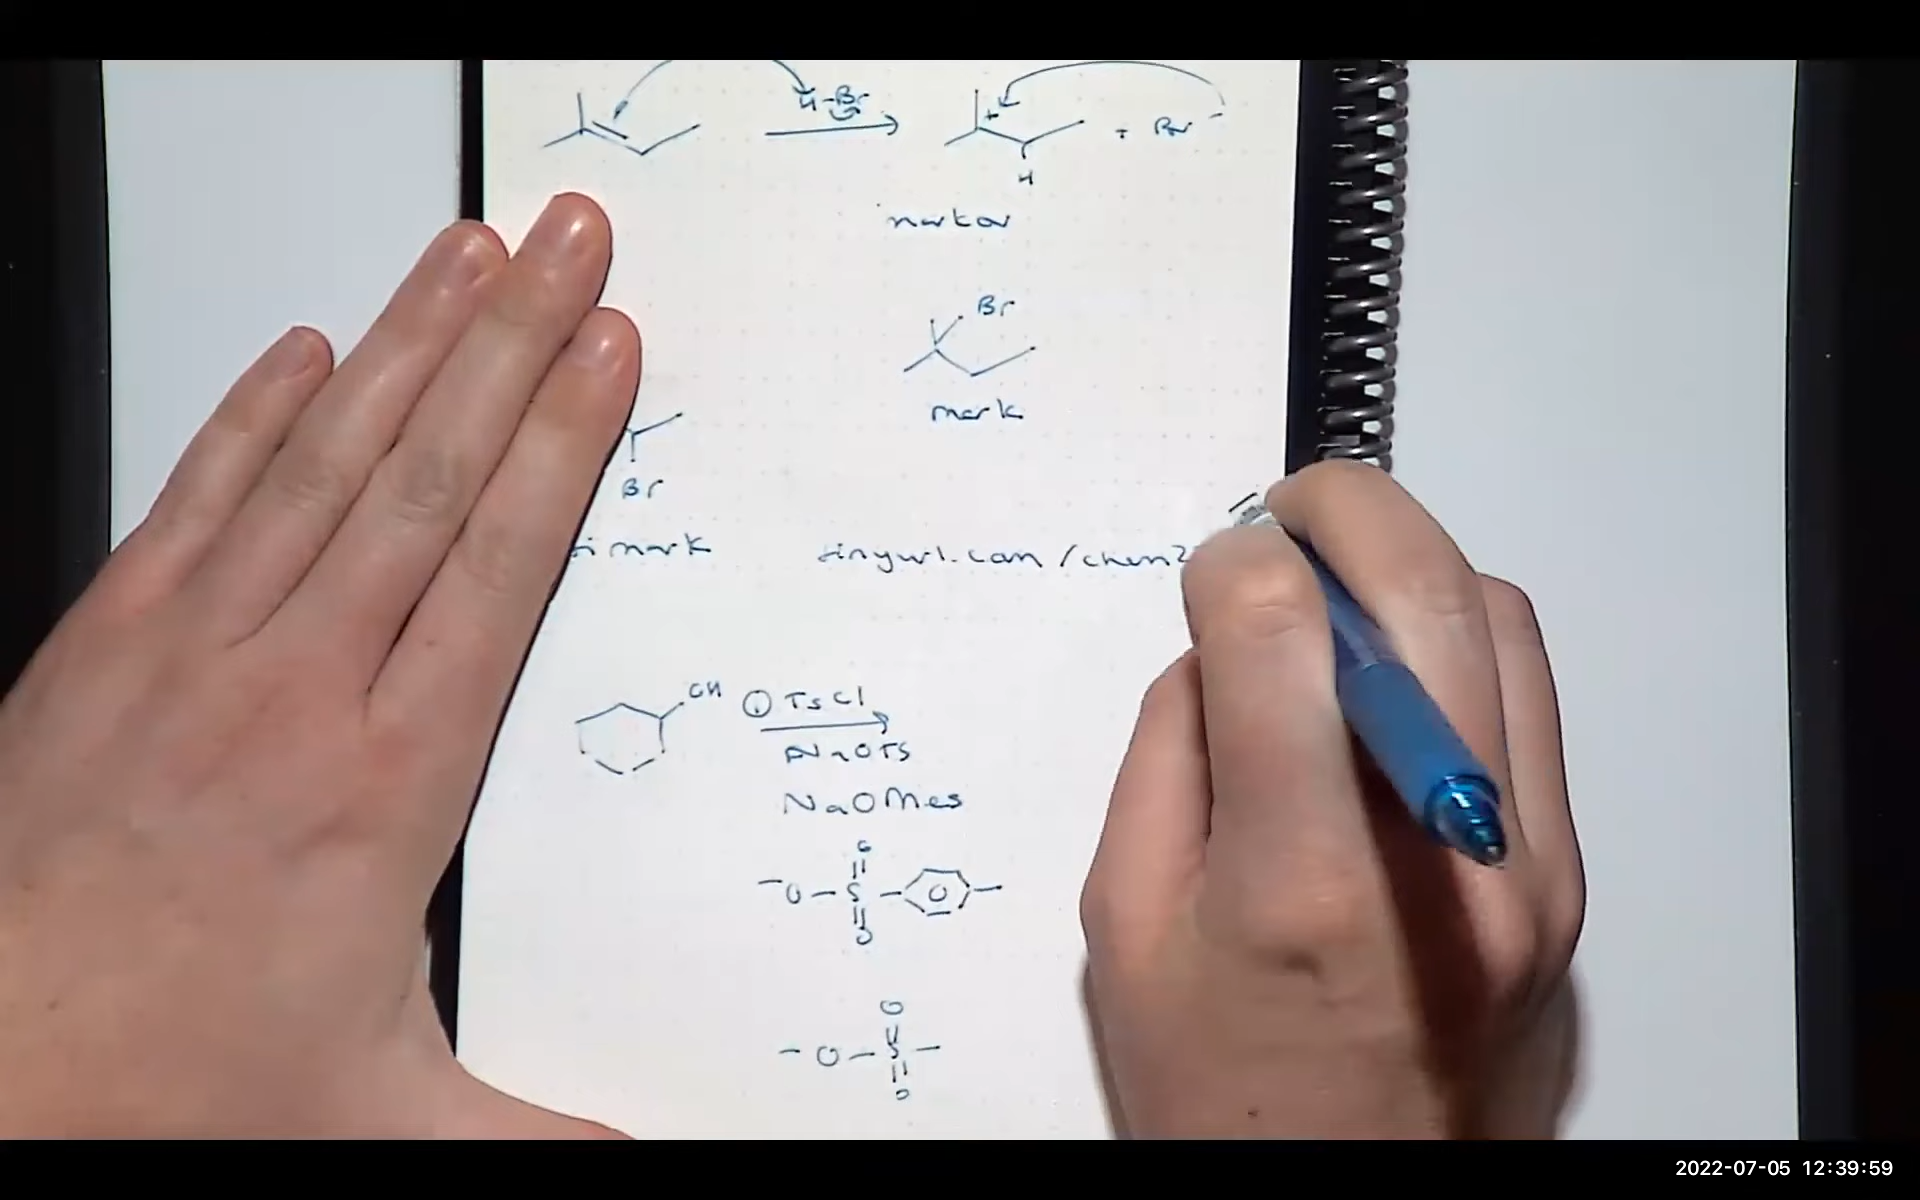 H-Br
+
+ Br -
H
markov
Br
mark
Br
mark
tinyurl.com/chem2
OH
① TsCl
NaOTS
NaOMes
O
- O - S
O
O
O
- O - S -
O
2022-07-05 12:39:59